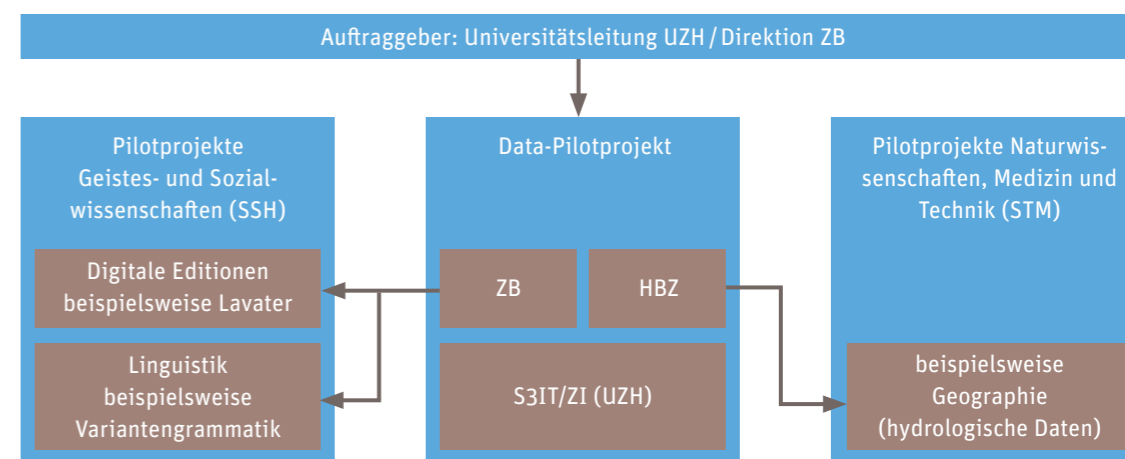 Auftraggeber: Universitätsleitung UZH / Direktion ZB
Pilotprojekte
Geistes- und Sozial-
wissenschaften (SSH)
Digitale Editionen
beispielsweise Lavater
Linguistik
beispielsweise
Variantengrammatik
Data-Pilotprojekt
ZB
HBZ
S3IT/ZI (UZH)
Pilotprojekte Naturwis-
senschaften, Medizin und
Technik (STM)
beispielsweise
Geographie
(hydrologische Daten)